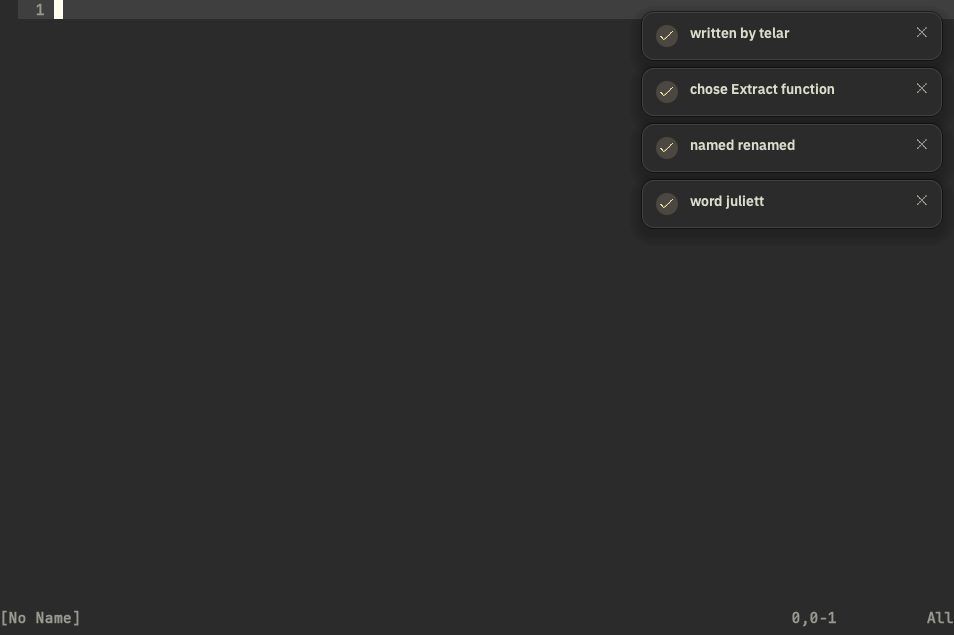 1
written by telar
chose Extract function
named renamed
word juliett
[No Name] 0,0-1 All